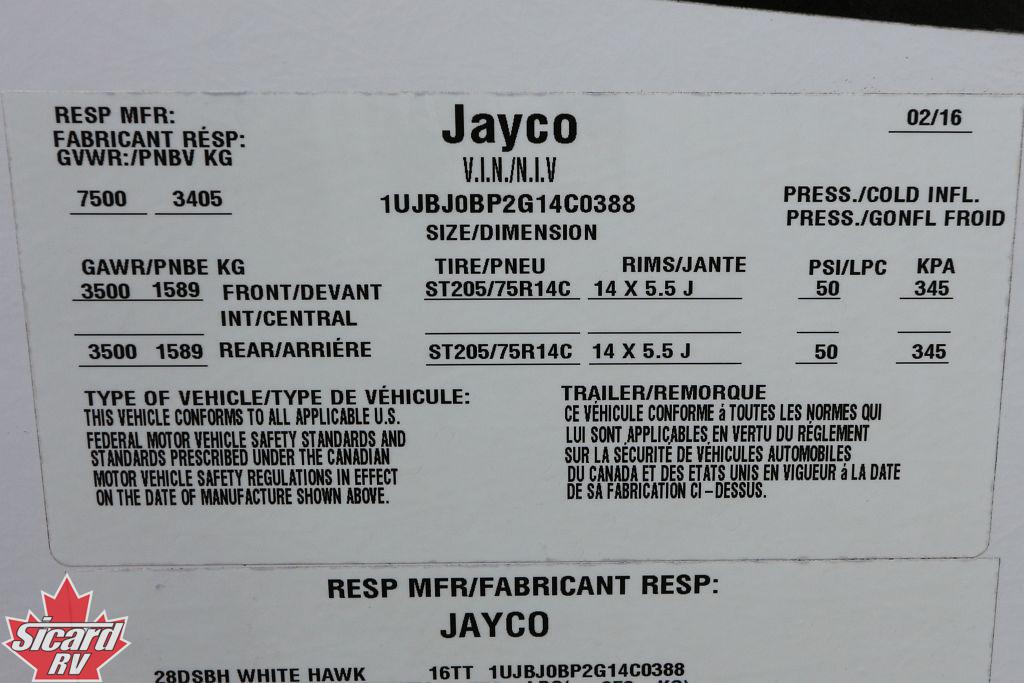 RESP MFR:
FABRICANT RÉSP:
GVWR:/PNBV KG
7500 3405
Jayco
V.I.N./N.I.V
1UJBJ0BP2G14C0388
SIZE/DIMENSION
02/16
PRESS./COLD INFL.
PRESS./GONFL FROID
GAWR/PNBE KG TIRE/PNEU RIMS/JANTE PSI/LPC KPA
3500 1589 FRONT/DEVANT ST205/75R14C 14 X 5.5 J 50 345
INT/CENTRAL
3500 1589 REAR/ARRIÉRE ST205/75R14C 14 X 5.5 J 50 345
TYPE OF VEHICLE/TYPE DE VÉHICULE:
THIS VEHICLE CONFORMS TO ALL APPLICABLE U.S.
FEDERAL MOTOR VEHICLE SAFETY STANDARDS AND
STANDARDS PRESCRIBED UNDER THE CANADIAN
MOTOR VEHICLE SAFETY REGULATIONS IN EFFECT
ON THE DATE OF MANUFACTURE SHOWN ABOVE.
TRAILER/REMORQUE
CE VÉHICULE CONFORME á TOUTES LES NORMES QUI
LUI SONT APPLICABLES EN VERTU DU RÉGLEMENT
SUR LA SÉCURITÉ DE VÉHICULES AUTOMOBILES
DU CANADA ET DES ETATS UNIS EN VIGUEUR á LA DATE
DE SA FABRICATION CI-DESSUS.
RESP MFR/FABRICANT RESP:
JAYCO
28DSBH WHITE HAWK 16TT 1UJBJ0BP2G14C0388
Sicard
RV